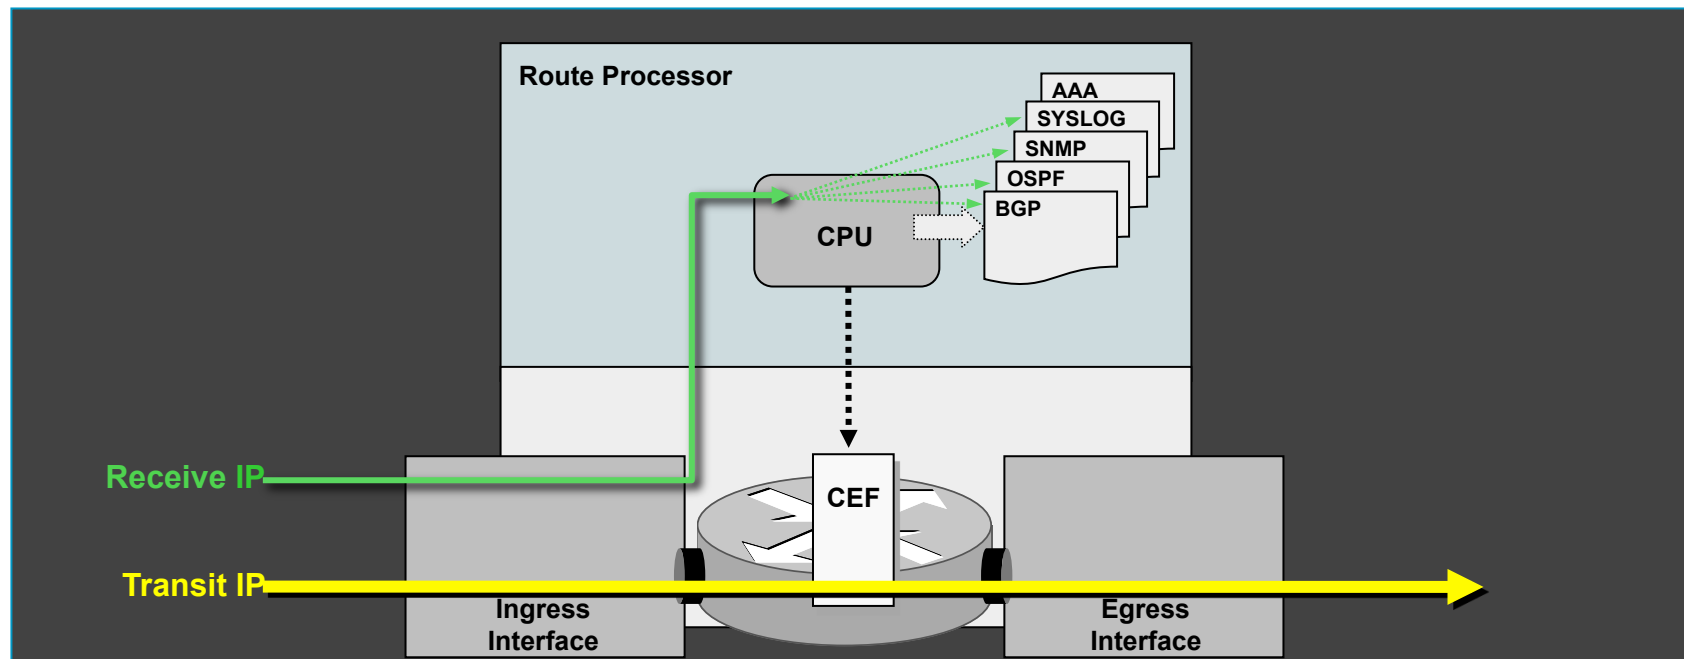 Route Processor
AAA
SYSLOG
SNMP
OSPF
BGP
CPU
Receive IP
CEF
Transit IP
Ingress
Interface
Egress
Interface